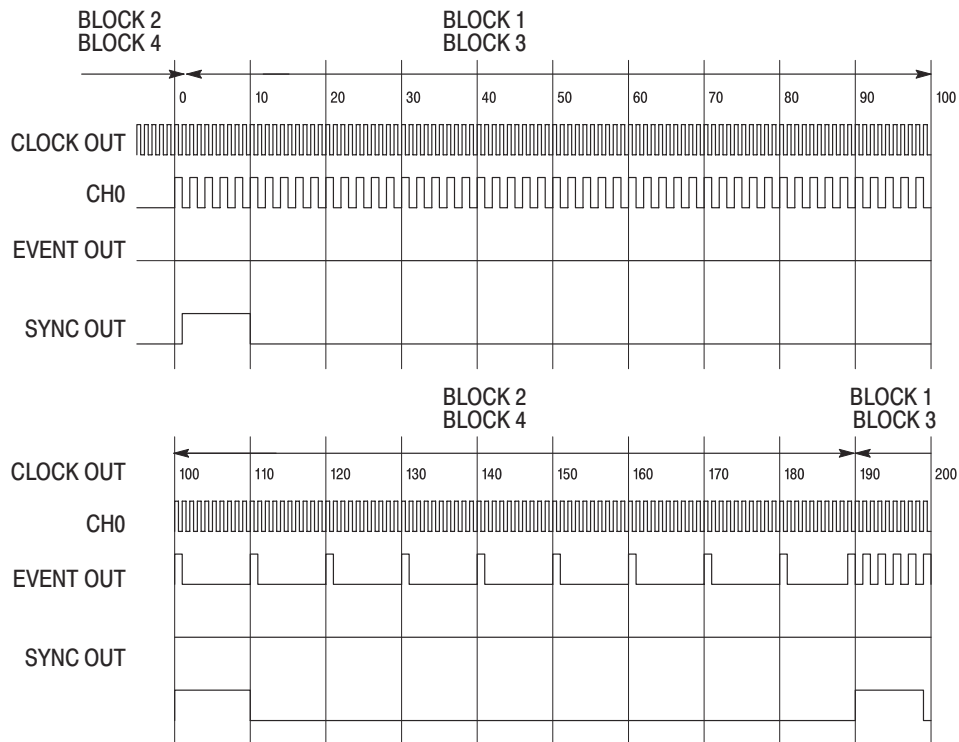 BLOCK 2 BLOCK 1
BLOCK 4 BLOCK 3
0 10 20 30 40 50 60 70 80 90 100
CLOCK OUT
CH0
EVENT OUT
SYNC OUT
BLOCK 2 BLOCK 1
BLOCK 4 BLOCK 3
CLOCK OUT 100 110 120 130 140 150 160 170 180 190 200
CH0
EVENT OUT
SYNC OUT